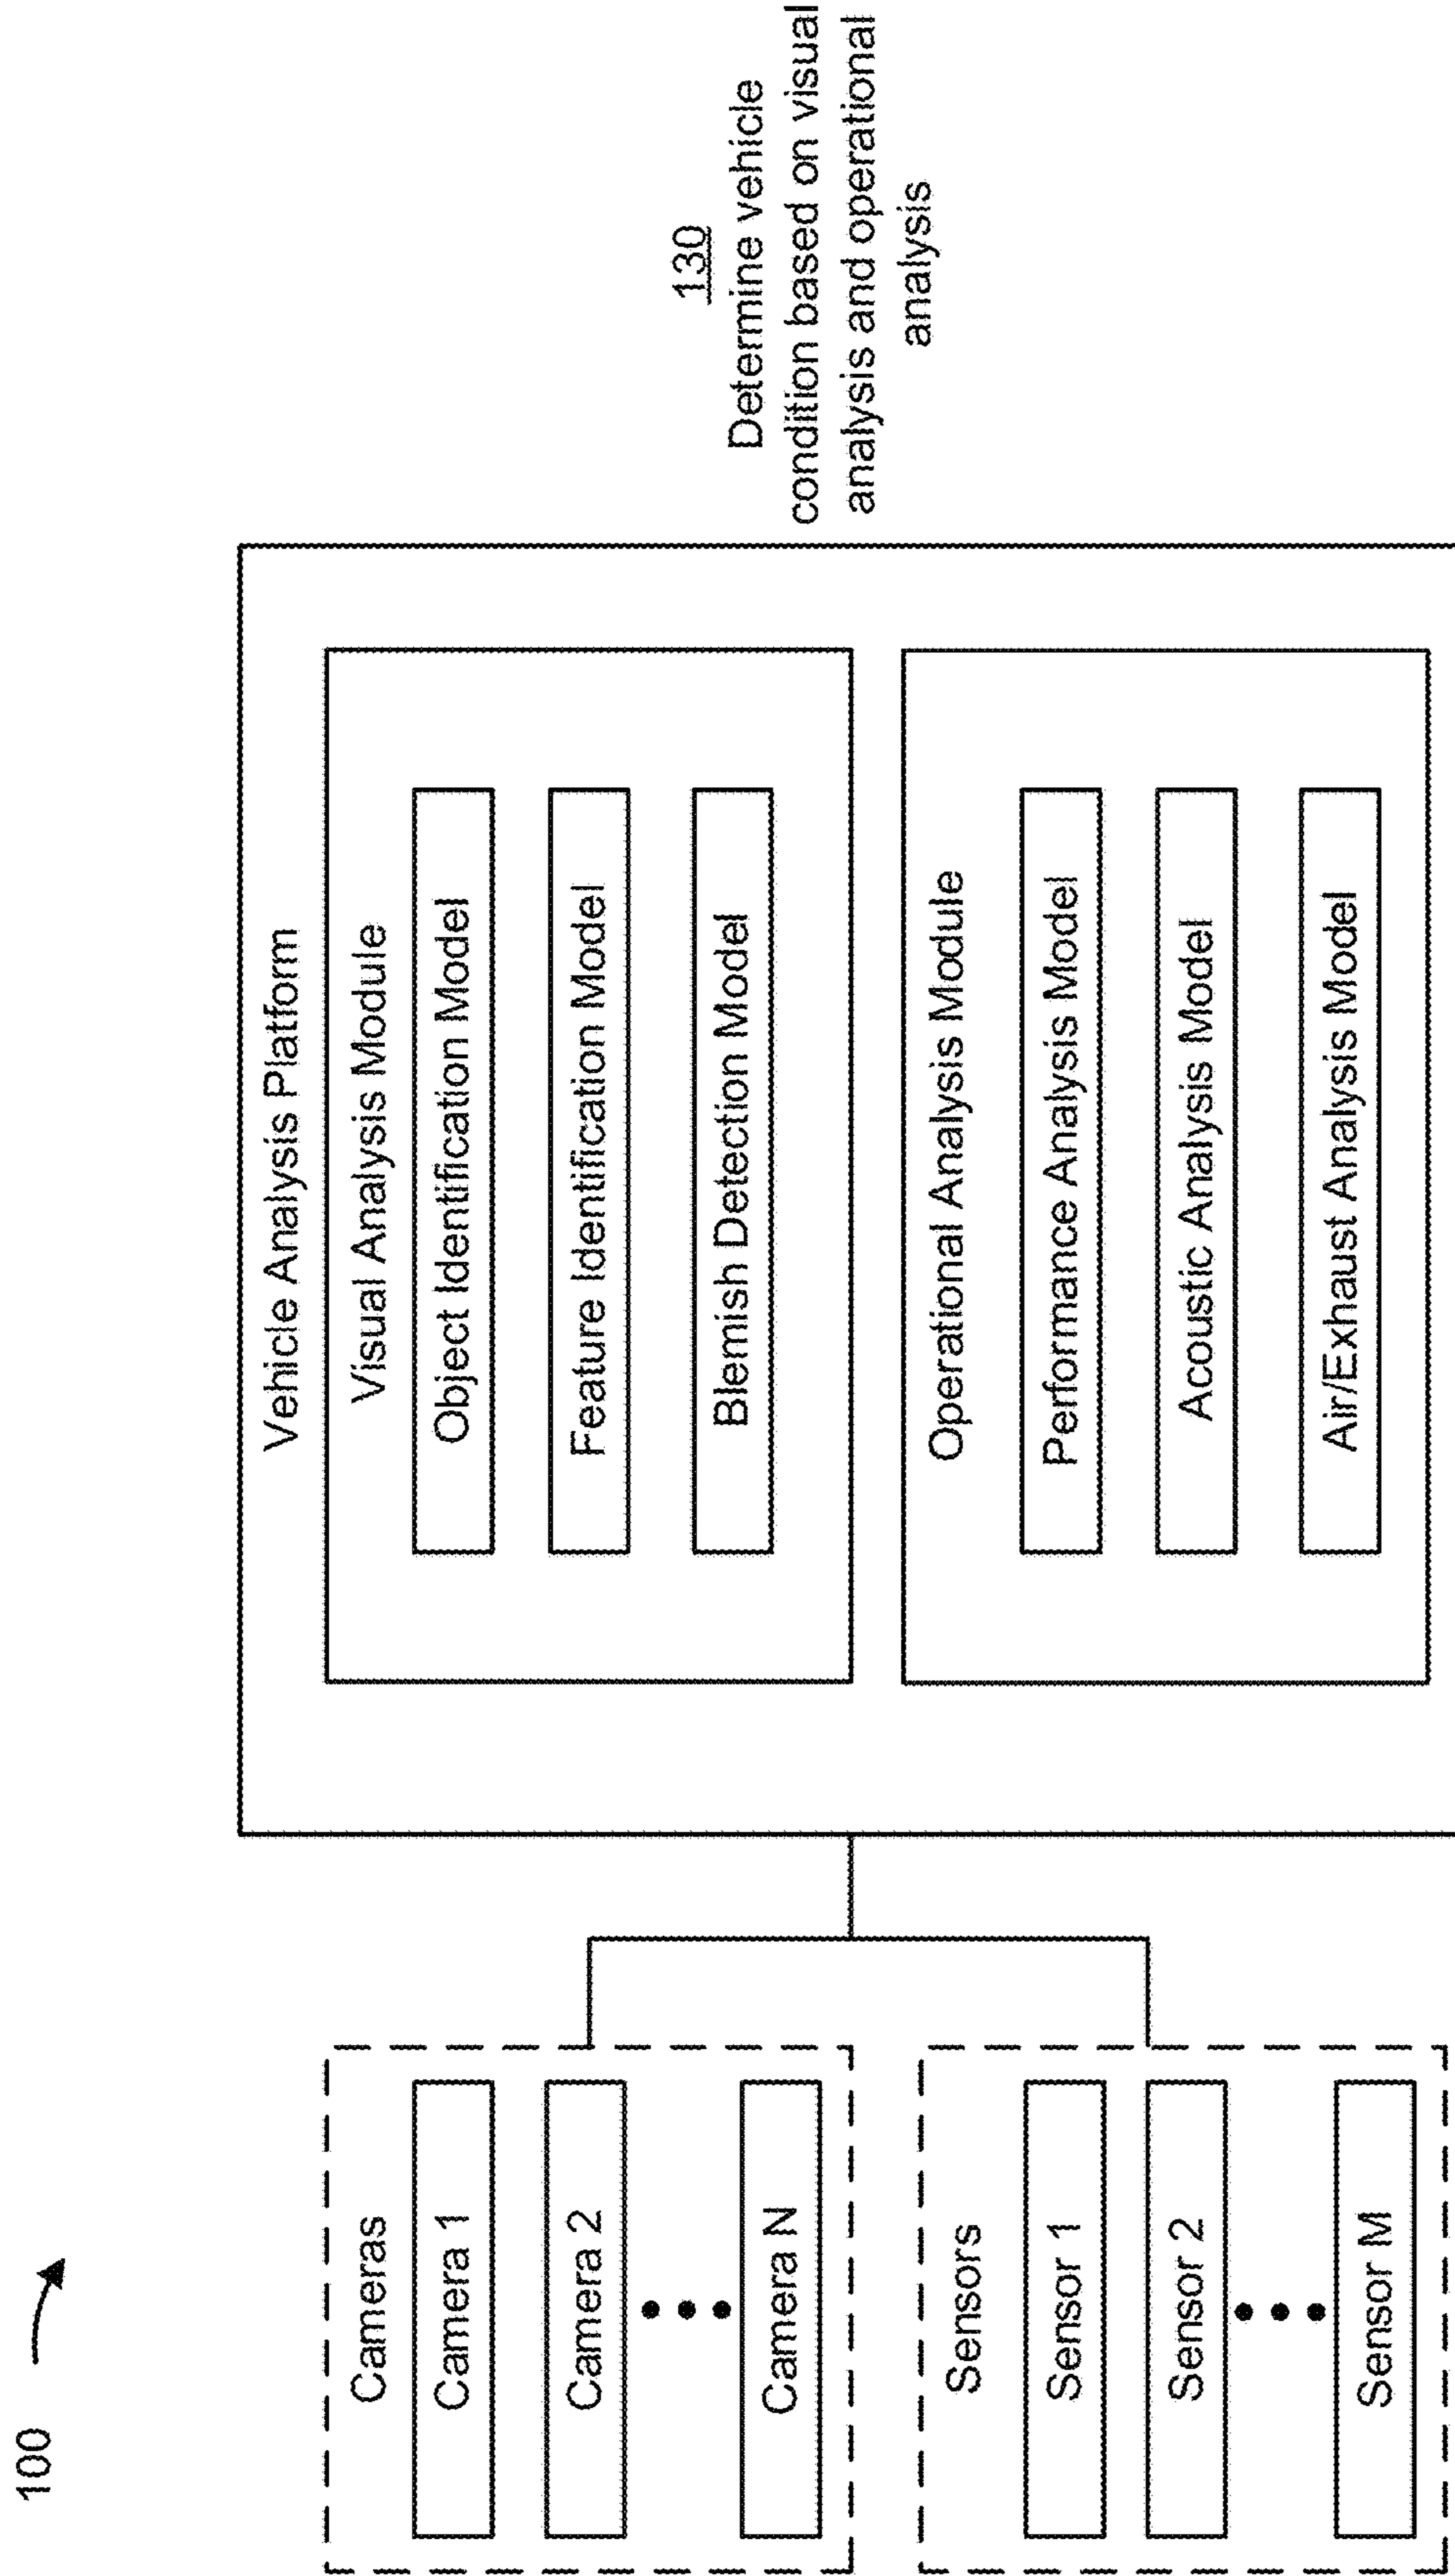 100
Cameras
Camera 1
Camera 2
Camera N
Sensors
Sensor 1
Sensor 2
Sensor M
Vehicle Analysis Platform
Visual Analysis Module
Object Identification Model
Feature Identification Model
Blemish Detection Model
Operational Analysis Module
Performance Analysis Model
Acoustic Analysis Model
Air/Exhaust Analysis Model
130
Determine vehicle
condition based on visual
analysis and operational
analysis